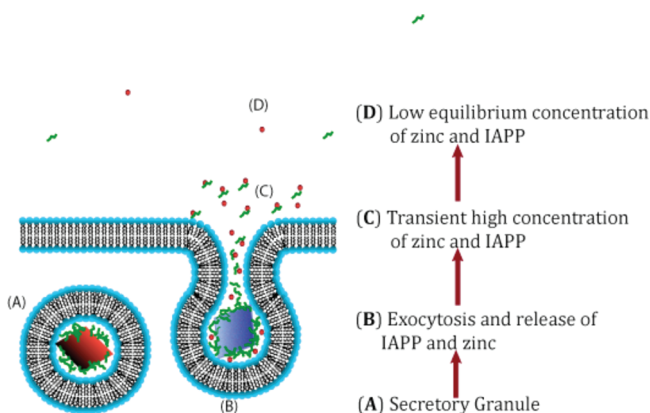 (D)
(D) Low equilibrium concentration
of zinc and IAPP
(C)
(C) Transient high concentration
of zinc and IAPP
(A)
(B) Exocytosis and release of
IAPP and zinc
(B)
(A) Secretory Granule